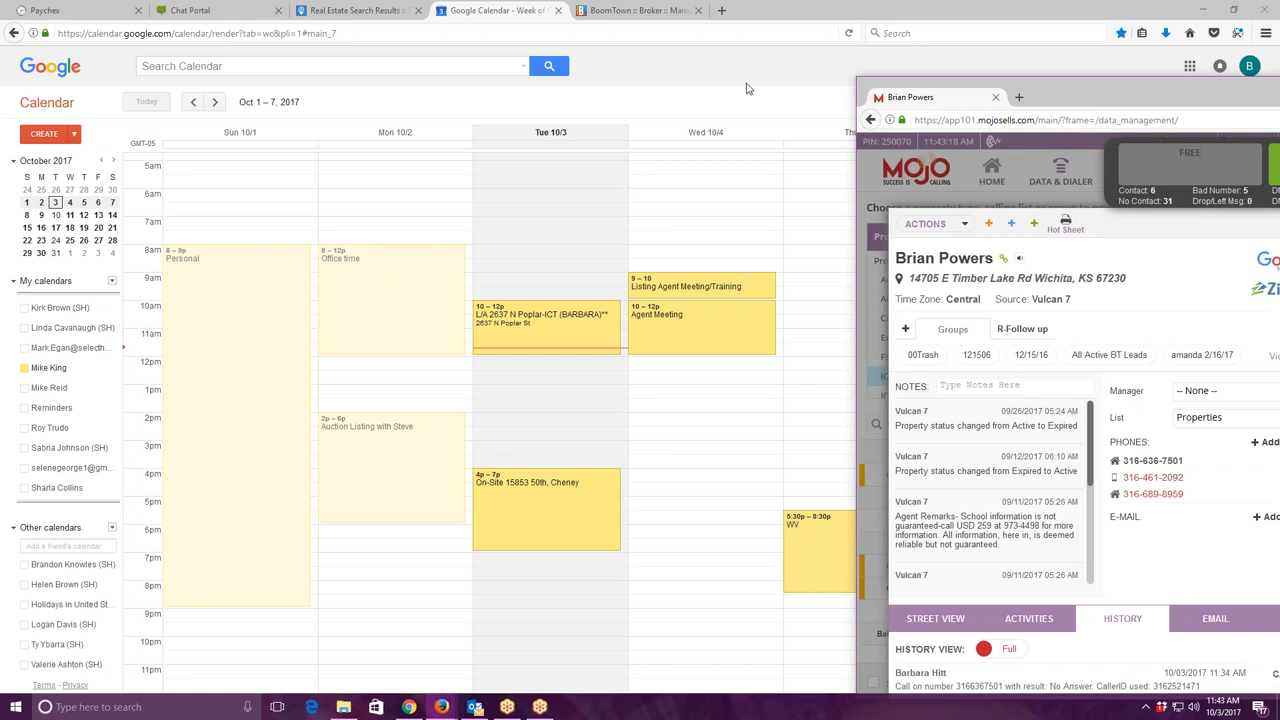 Paychex
Chat Portal
Real Estate Search Results ::
Google Calendar - Week of
BoomTown :: Broker :: Mana
https://calendar.google.com/calendar/render?tab=wc&pli=1#main_7
Search
Google
Search Calendar
B
Calendar
Today
Oct 1 – 7, 2017
CREATE
GMT-05
Sun 10/1
Mon 10/2
Tue 10/3
Wed 10/4
Thu
October 2017
S M T W T F S
24 25 26 27 28 29 30
1 2 3 4 5 6 7
8 9 10 11 12 13 14
15 16 17 18 19 20 21
22 23 24 25 26 27 28
29 30 31 1 2 3 4
My calendars
Kirk Brown (SH)
Linda Cavanaugh (SH)
Mark.Egan@selecth...
Mike King
Mike Reid
Reminders
Roy Trudo
Sabria Johnson (SH)
selenegeorge1@gm...
Sharla Collins
Other calendars
Add a friend's calendar
Brandon Knowles (SH)
Helen Brown (SH)
Holidays in United St...
Logan Davis (SH)
Ty Ybarra (SH)
Valerie Ashton (SH)
Terms - Privacy
5am
6am
7am
8am
9am
10am
11am
12pm
1pm
2pm
3pm
4pm
5pm
6pm
7pm
8pm
9pm
10pm
11pm
8 – 9p
Personal
8 – 12p
Office time
2p – 6p
Auction Listing with Steve
10 – 12p
L/A 2637 N Poplar-ICT (BARBARA)**
2637 N Poplar St
4p – 7p
On-Site 15853 50th, Cheney
9 – 10
Listing Agent Meeting/Training
10 – 12p
Agent Meeting
5:30p – 8:30p
WV
Brian Powers
https://app101.mojosells.com/main/?frame=/data_management/
PIN: 250070
11:43:18 AM
MOJO
SUCCESS IS CALLING
HOME
DATA & DIALER
FREE
Contact: 6
Bad Number: 5
No Contact: 31
Drop/Left Msg: 0
ACTIONS
Hot Sheet
Brian Powers
14705 E Timber Lake Rd Wichita, KS 67230
Time Zone: Central
Source: Vulcan 7
Groups
R-Follow up
00Trash
121506
12/15/16
All Active BT Leads
amanda 2/16/17
NOTES:
Type Notes Here
Manager
-- None --
List
Properties
Vulcan 7
09/26/2017 05:24 AM
Property status changed from Active to Expired
Vulcan 7
09/12/2017 06:10 AM
Property status changed from Expired to Active
Vulcan 7
09/11/2017 05:26 AM
Agent Remarks- School information is not
guaranteed-call USD 259 at 973-4498 for more
information. All information, here in, is deemed
reliable but not guaranteed.
Vulcan 7
09/11/2017 05:26 AM
PHONES:
Add
316-636-7501
316-461-2092
316-689-8959
E-MAIL:
Add
STREET VIEW
ACTIVITIES
HISTORY
EMAIL
HISTORY VIEW:
Full
Barbara Hitt
10/03/2017 11:34 AM
Call on number 3166367501 with result: No Answer. CallerID used: 3162521471
Type here to search
11:43 AM
10/3/2017
17